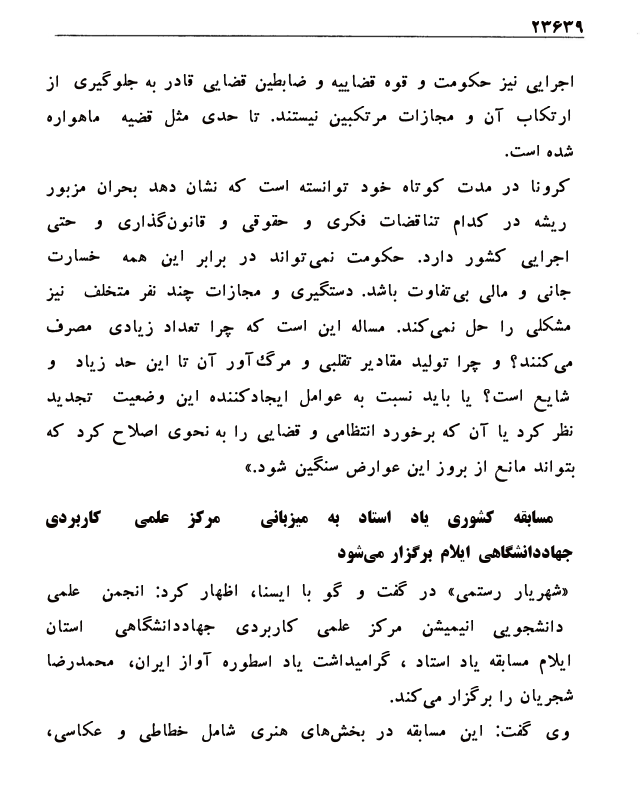 ۲۳۶۳۹
اجرایی نیز حکومت و قوه قضاییه و ضابطین قضایی قادر به جلوگیری از
ارتکاب آن و مجازات مرتکبین نیستند. تا حدی مثل قضیه ماهواره
شده است.
کرونا در مدت کوتاه خود توانسته است که نشان دهد بحران مزبور
ریشه در کدام تناقضات فکری و حقوقی و قانون‌گذاری و حتی
اجرایی کشور دارد. حکومت نمی‌تواند در برابر این همه خسارت
جانی و مالی بی‌تفاوت باشد. دستگیری و مجازات چند نفر متخلف نیز
مشکلی را حل نمی‌کند. مساله این است که چرا تعداد زیادی مصرف
می‌کنند؟ و چرا تولید مقادیر تقلبی و مرگ‌آور آن تا این حد زیاد و
شایع است؟ یا باید نسبت به عوامل ایجادکننده این وضعیت تجدید
نظر کرد یا آن که برخورد انتظامی و قضایی را به نحوی اصلاح کرد که
بتواند مانع از بروز این عوارض سنگین شود.»
مسابقه کشوری یاد استاد به میزبانی مرکز علمی کاربردی
جهاددانشگاهی ایلام برگزار می‌شود
«شهریار رستمی» در گفت و گو با ایسنا، اظهار کرد: انجمن علمی
دانشجویی انیمیشن مرکز علمی کاربردی جهاددانشگاهی استان
ایلام مسابقه یاد استاد ، گرامیداشت یاد اسطوره آواز ایران، محمدرضا
شجریان را برگزار می‌کند.
وی گفت: این مسابقه در بخش‌های هنری شامل خطاطی و عکاسی،